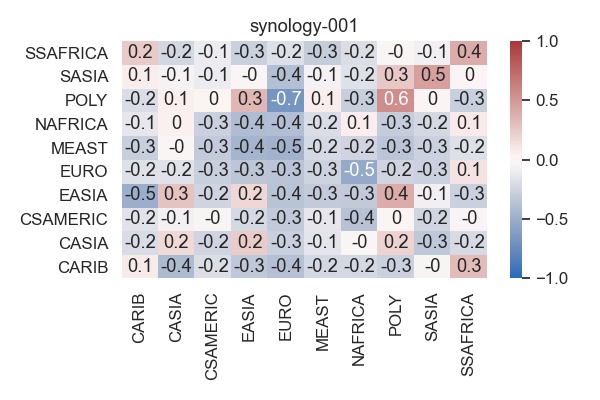 synology-001
SSAFRICA 0.2 -0.2 -0.1 -0.3 -0.2 -0.3 -0.2 -0 -0.1 0.4
SASIA 0.1 -0.1 -0.1 -0 -0.4 -0.1 -0.2 0.3 0.5 0
POLY -0.2 0.1 0 0.3 -0.7 0.1 -0.3 0.6 0 -0.3
NAFRICA -0.1 0 -0.3 -0.4 -0.4 -0.2 0.1 -0.3 -0.2 0.1
MEAST -0.3 -0 -0.3 -0.4 -0.5 -0.2 -0.2 -0.3 -0.3 -0.2
EURO -0.2 -0.2 -0.3 -0.3 -0.3 -0.3 -0.5 -0.2 -0.3 0.1
EASIA -0.5 0.3 -0.2 0.2 -0.4 -0.3 -0.3 0.4 -0.1 -0.3
CSAMERIC -0.2 -0.1 -0 -0.2 -0.3 -0.1 -0.4 0 -0.2 -0
CASIA -0.2 0.2 -0.2 0.2 -0.3 -0.1 -0 0.2 -0.3 -0.2
CARIB 0.1 -0.4 -0.2 -0.3 -0.4 -0.2 -0.2 -0.3 -0 0.3
CARIB CASIA CSAMERIC EASIA EURO MEAST NAFRICA POLY SASIA SSAFRICA
1.0
0.5
0.0
−0.5
−1.0